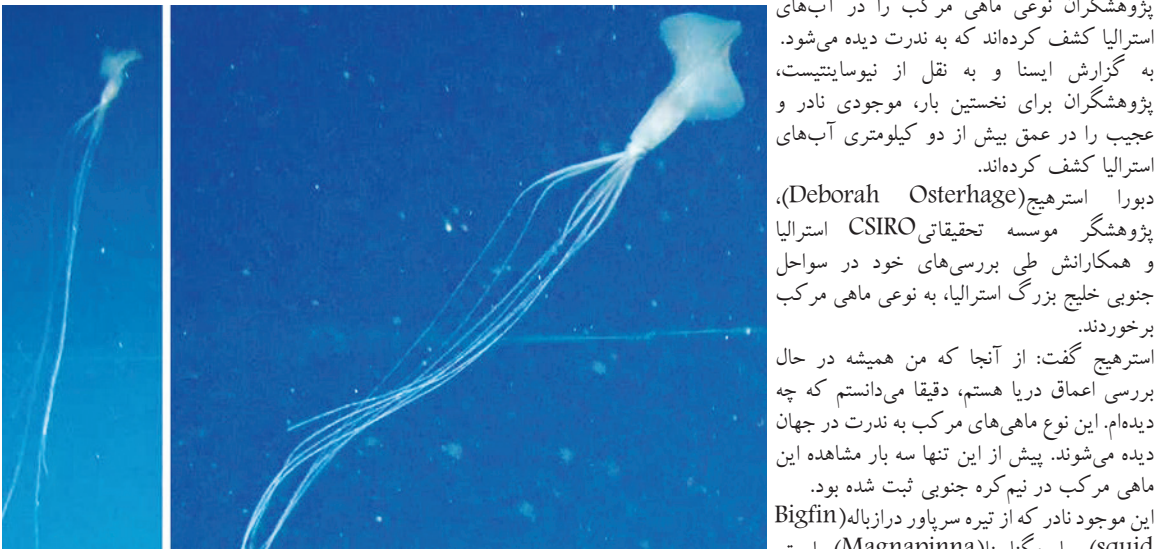 پژوهشگران نوعی ماهی مرکب را در آب‌های
استرالیا کشف کرده‌اند که به ندرت دیده می‌شود.
به گزارش ایسنا و به نقل از نیوساینتیست،
پژوهشگران برای نخستین بار، موجودی نادر و
عجیب را در عمق بیش از دو کیلومتری آب‌های
استرالیا کشف کرده‌اند.
دبورا استرهیج(Deborah Osterhage)،
پژوهشگر موسسه تحقیقاتیCSIRO استرالیا
و همکارانش طی بررسی‌های خود در سواحل
جنوبی خلیج بزرگ استرالیا، به نوعی ماهی مرکب
برخوردند.
استرهیج گفت: از آنجا که من همیشه در حال
بررسی اعماق دریا هستم، دقیقا می‌دانستم که چه
دیده‌ام. این نوع ماهی‌های مرکب به ندرت در جهان
دیده می‌شوند. پیش از این تنها سه بار مشاهده این
ماهی مرکب در نیم‌کره جنوبی ثبت شده بود.
این موجود نادر که از تیره سرپاور درازباله(Bigfin
squid) (Magnapinna)